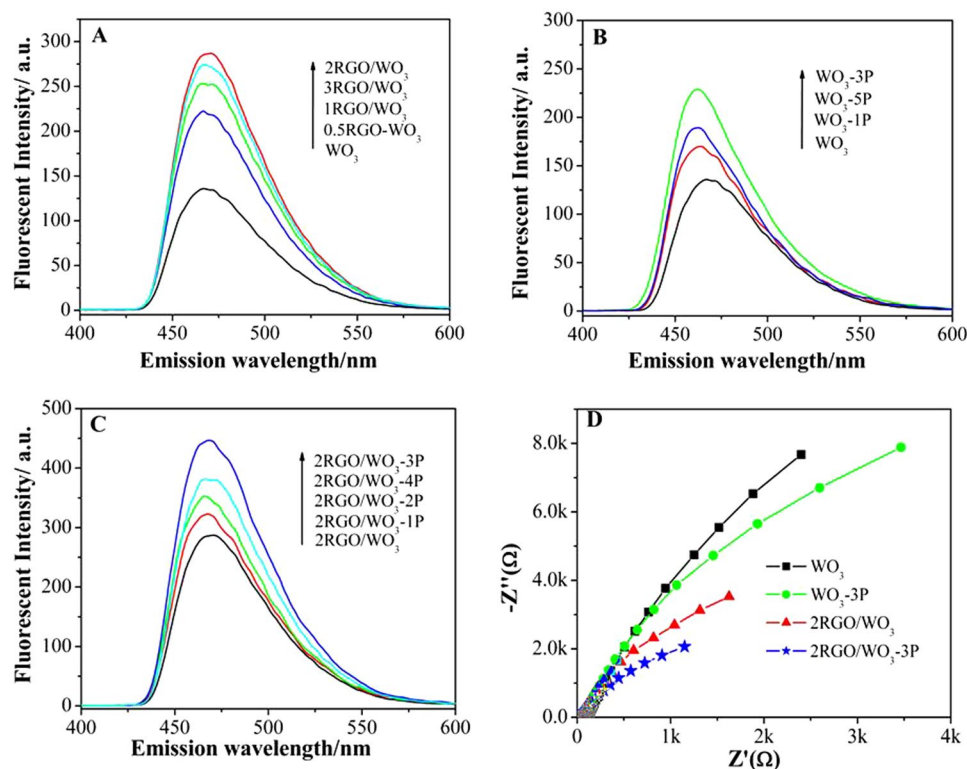 A
2RGO/WO₃
3RGO/WO₃
1RGO/WO₃
0.5RGO-WO₃
WO₃
Fluorescent Intensity/ a.u.
300
250
200
150
100
50
0
400 450 500 550 600
Emission wavelength/nm
B
WO₃-3P
WO₃-5P
WO₃-1P
WO₃
Fluorescent Intensity/ a.u.
300
250
200
150
100
50
0
400 450 500 550 600
Emission wavelength/nm
C
2RGO/WO₃-3P
2RGO/WO₃-4P
2RGO/WO₃-2P
2RGO/WO₃-1P
2RGO/WO₃
Fluorescent Intensity/ a.u.
500
400
300
200
100
0
400 450 500 550 600
Emission wavelength/nm
D
WO₃
WO₃-3P
2RGO/WO₃
2RGO/WO₃-3P
-Z''(Ω)
8.0k
6.0k
4.0k
2.0k
0.0
0 1k 2k 3k 4k
Z'(Ω)